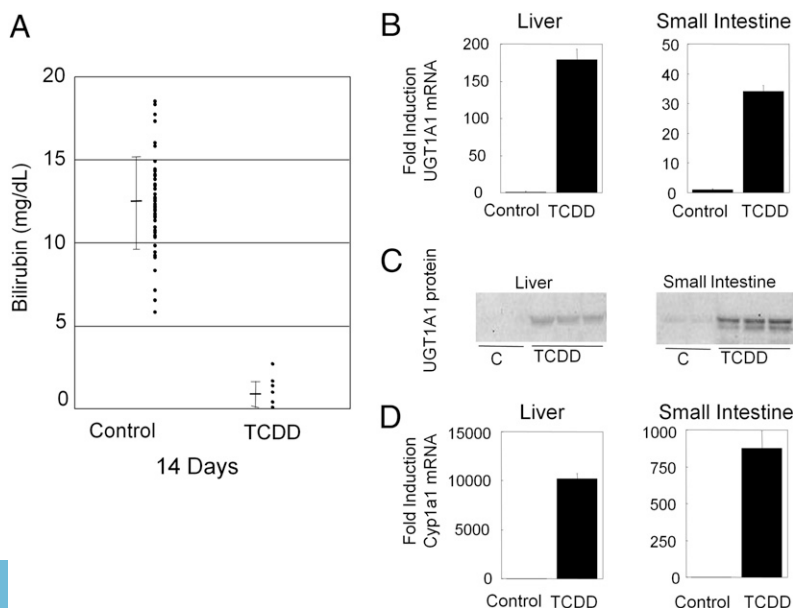 A
20
15
10
5
0
Bilirubin (mg/dL)
Control
TCDD
14 Days
B
Liver
Small Intestine
Fold Induction
UGT1A1 mRNA
200
150
100
50
0
Control
TCDD
50
40
30
20
10
0
Control
TCDD
C
UGT1A1 protein
Liver
Small Intestine
C
TCDD
C
TCDD
D
Liver
Small Intestine
Fold Induction
Cyp1a1 mRNA
15000
10000
5000
0
Control TCDD
1000
750
500
250
0
Control TCDD